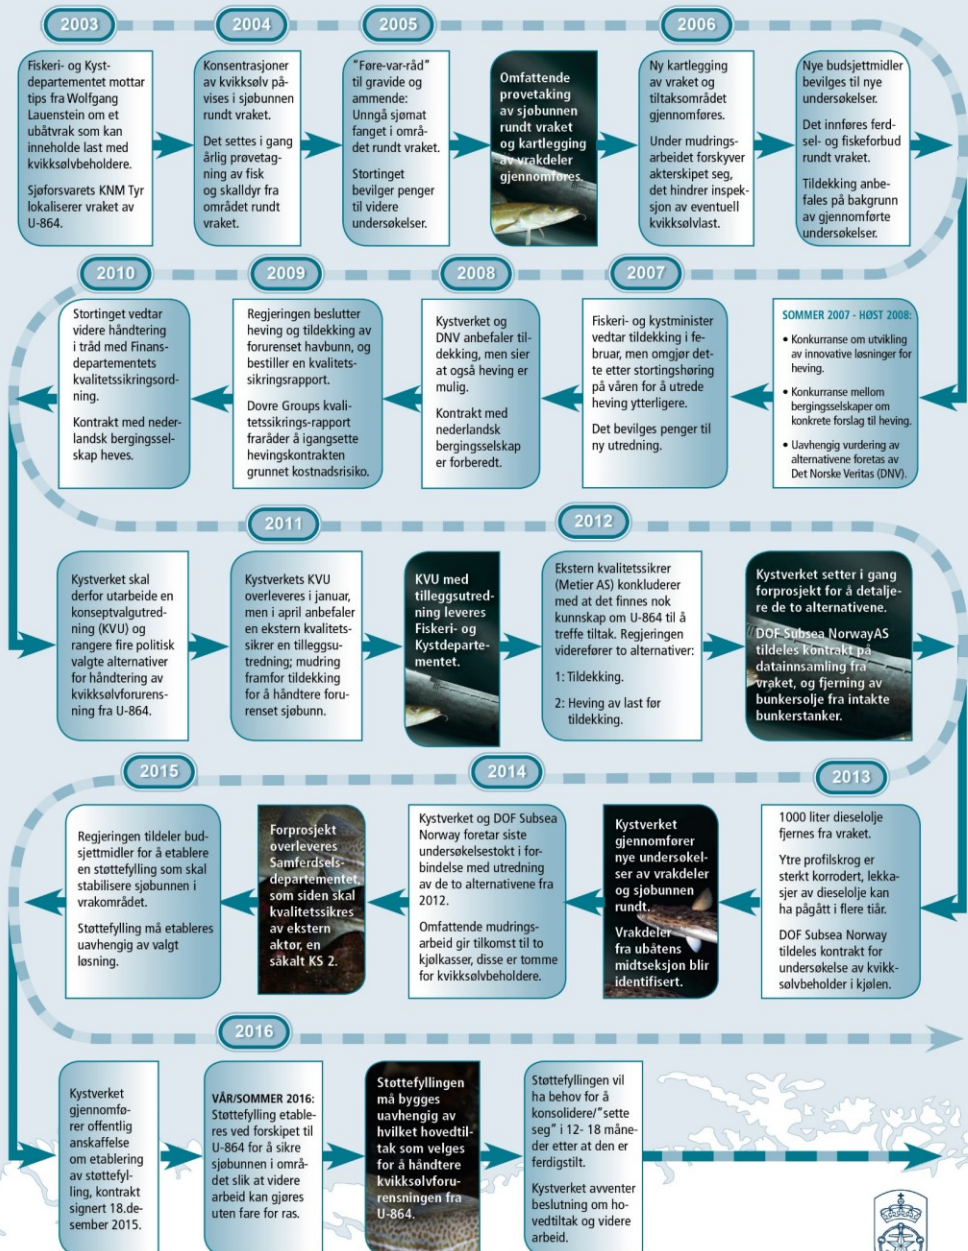 2003
2004
2005
2006
Fiskeri- og Kyst-
departementet mottar
tips fra Wolfgang
Lauenstein om et
ubåtvrak som kan
inneholde last med
kvikksølvbeholdere.
Sjøforsvarets KNM Tyr
lokaliserer vraket av
U-864.
Konsentrasjoner
av kvikksølv på-
vises i sjøbunnen
rundt vraket.
Det settes i gang
årlig prøvetag-
ning av fisk
og skalldyr fra
området rundt
vraket.
"Føre-var-råd"
til gravide og
ammende:
Unngå sjømat
fanget i områ-
det rundt vraket.
Stortinget
bevilger penger
til videre
undersøkelser.
Omfattende
prøvetaking
av sjøbunnen
rundt vraket
og kartlegging
av vrakdeler
gjennomføres.
Ny kartlegging
av vraket og
tiltaksområdet
gjennomføres.
Under mudrings-
arbeidet forskyver
akterskipet seg,
det hindrer inspek-
sjon av eventuell
kvikksølvlast.
Nye budsjettmidler
bevilges til nye
undersøkelser.
Det innføres ferd-
sel- og fiskeforbud
rundt vraket.
Tildekking anbe-
fales på bakgrunn
av gjennomførte
undersøkelser.
2010
2009
2008
2007
Stortinget vedtar
videre håndtering
i tråd med Finans-
departementets
kvalitetssikringsord-
ning.
Kontrakt med neder-
landsk bergingssel-
skap heves.
Regjeringen beslutter
heving og tildekking av
forurenset havbunn, og
bestiller en kvalitets-
sikringsrapport.
Dovre Groups kvali-
tetssikrings-rapport
fraråder å igangsette
hevingskontrakten
grunnet kostnadsrisiko.
Kystverket og
DNV anbefaler til-
dekking, men sier
at også heving er
mulig.
Kontrakt med
nederlandsk
bergingsselskap
er forberedt.
Fiskeri- og kystminister
vedtar tildekking i fe-
bruar, men omgjør det-
te etter stortingshøring
på våren for å utrede
heving ytterligere.
Det bevilges penger til
ny utredning.
SOMMER 2007 - HØST 2008:
• Konkurranse om utvikling
av innovative løsninger for
heving.
• Konkurranse mellom
bergingsselskaper om
konkrete forslag til heving.
• Uavhengig vurdering av
alternativene foretas av
Det Norske Veritas (DNV).
2011
2012
Kystverket skal
derfor utarbeide en
konseptvalgutred-
ning (KVU) og
rangere fire politisk
valgte alternativer
for håndtering av
kvikksølvforurens-
ning fra U-864.
Kystverkets KVU
overleveres i januar,
men i april anbefaler
en ekstern kvalitets-
sikrer en tilleggsu-
tredning; mudring
framfor tildekking
for å håndtere foru-
renset sjøbunn.
KVU med
tilleggsutred-
ning leveres
Fiskeri- og
Kystdeparte-
mentet.
Ekstern kvalitetssikrer
(Metier AS) konkluderer
med at det finnes nok
kunnskap om U-864 til å
treffe tiltak. Regjeringen
viderefører to alternativer:
1: Tildekking.
2: Heving av last før
tildekking.
Kystverket setter i gang
forprosjekt for å detalje-
re de to alternativene.
DOF Subsea NorwayAS
tildeles kontrakt på
datainnsamling fra
vraket, og fjerning av
bunkersolje fra intakte
bunkerstanker.
2015
2014
2013
Regjeringen tildeler bud-
sjettmidler for å etablere
en støttefylling som skal
stabilisere sjøbunnen i
vrakområdet.
Støttefylling må etableres
uavhengig av valgt
løsning.
Forprosjekt
overleveres
Samferdsels-
departementet,
som siden skal
kvalitetssikres
av ekstern
aktør, en
såkalt KS 2.
Kystverket og DOF Subsea
Norway foretar siste
undersøkelsestokt i for-
bindelse med utredning
av de to alternativene fra
2012.
Omfattende mudrings-
arbeid gir tilkomst til to
kjølkasser, disse er tomme
for kvikksølvbeholdere.
Kystverket
gjennomfører
nye undersøkel-
ser av vrakdeler
og sjøbunnen
rundt.
Vrakdeler
fra ubåtens
midtseksjon blir
identifisert.
1000 liter dieselolje
fjernes fra vraket.
Ytre profilskrog er
sterkt korrodert, lekka-
sjer av dieselolje kan
ha pågått i flere tiår.
DOF Subsea Norway
tildeles kontrakt for
undersøkelse av kvikk-
sølvbeholder i kjølen.
2016
Kystverket
gjennomfø-
rer offentlig
anskaffelse
om etablering
av støttefyl-
ling, kontrakt
signert 18.de-
sember 2015.
VÅR/SOMMER 2016:
Støttefylling etable-
res ved forskipet til
U-864 for å sikre
sjøbunnen i områ-
det slik at videre
arbeid kan gjøres
uten fare for ras.
Støttefyllingen
må bygges
uavhengig av
hvilket hovedtil-
tak som velges
for å håndtere
kvikksølvforu-
rensningen fra
U-864.
Støttefyllingen vil
ha behov for å
konsolidere/"sette
seg" i 12- 18 måne-
der etter at den er
ferdigstilt.
Kystverket avventer
beslutning om ho-
vedtiltak og videre
arbeid.